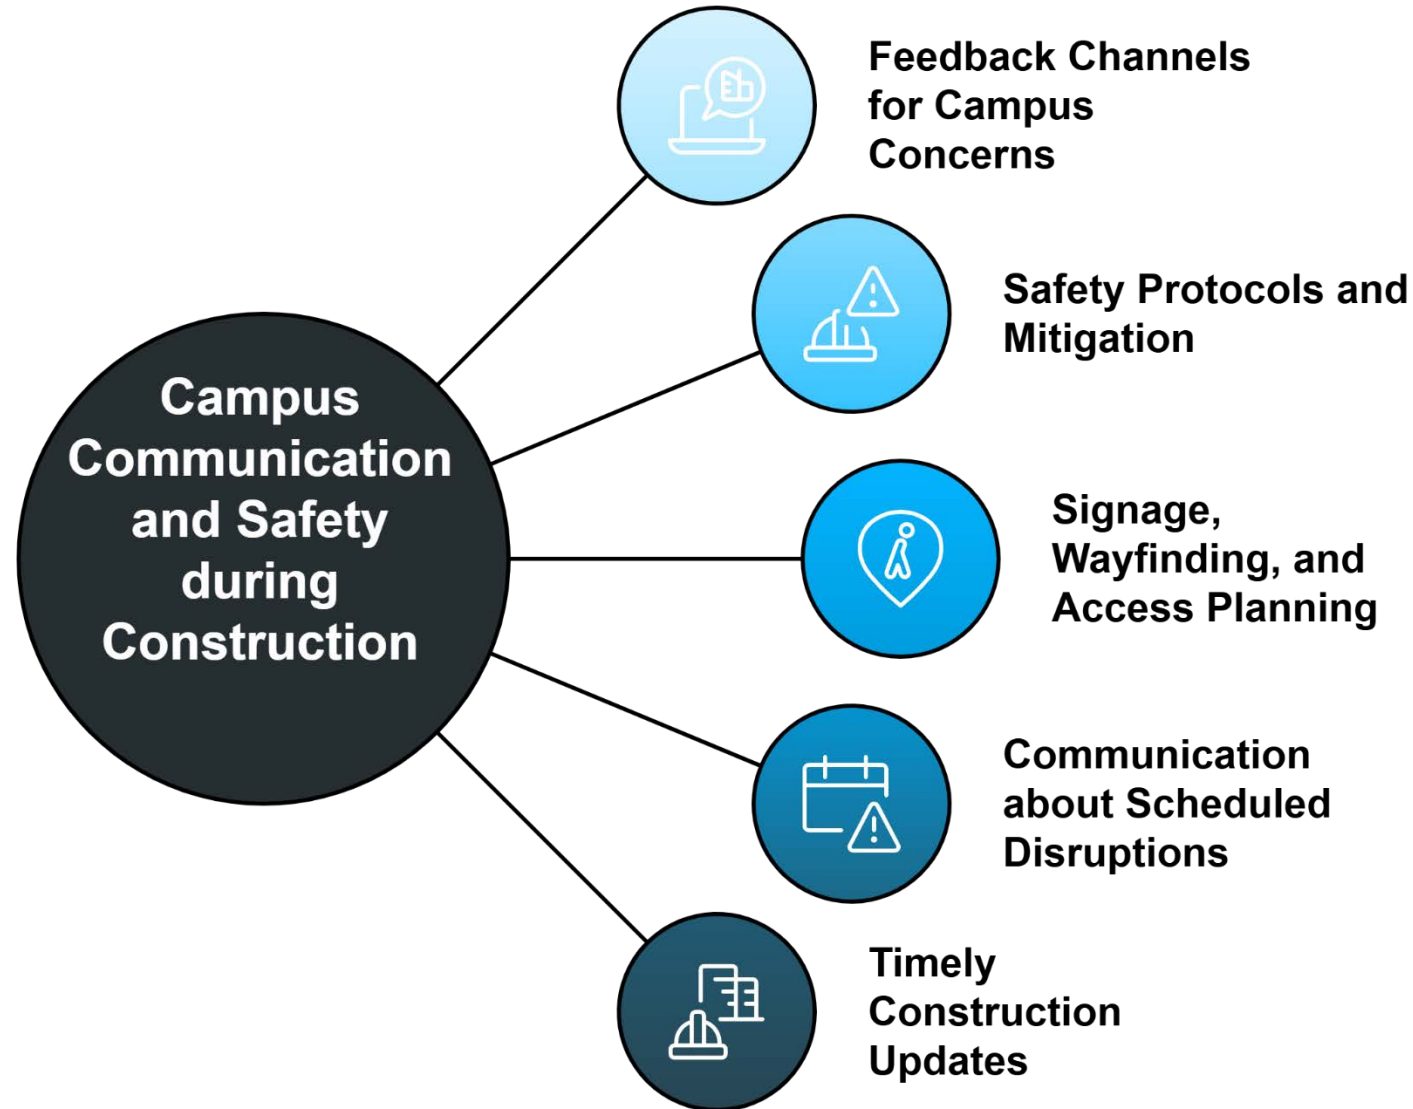 Campus
Communication
and Safety
during
Construction
Feedback Channels
for Campus
Concerns
Safety Protocols and
Mitigation
Signage,
Wayfinding, and
Access Planning
Communication
about Scheduled
Disruptions
Timely
Construction
Updates